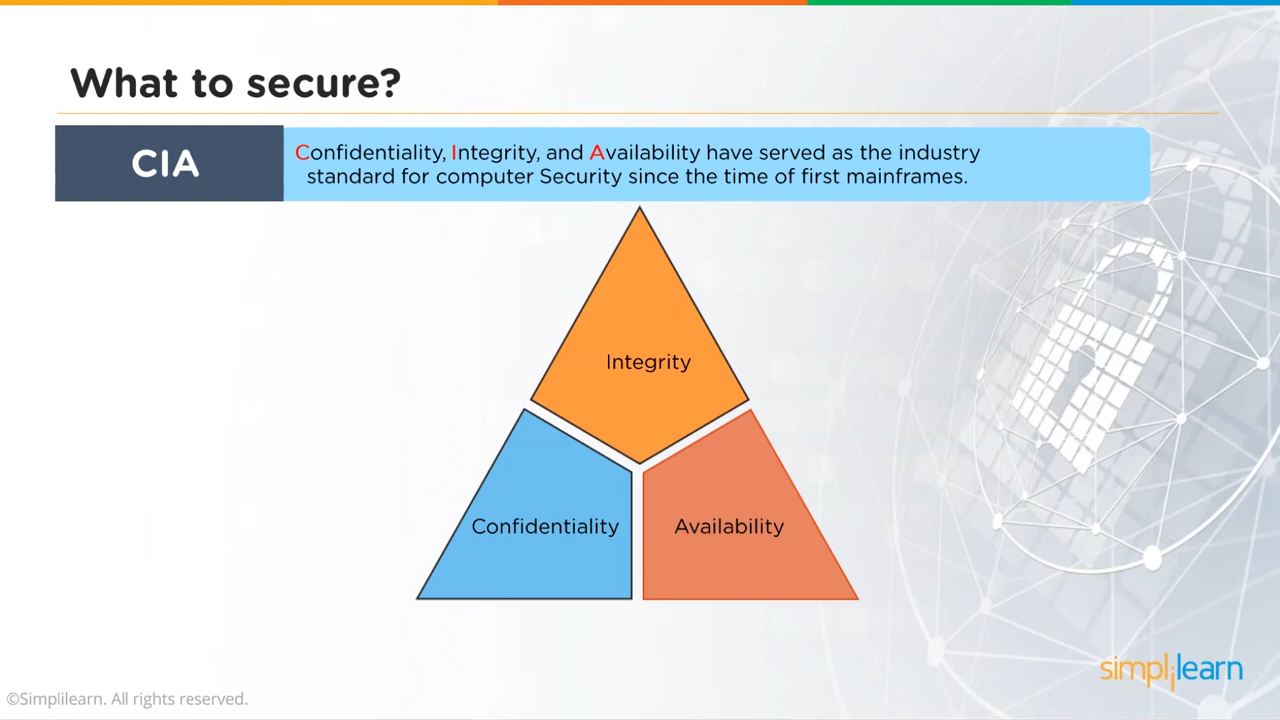 What to secure?
CIA
Confidentiality, Integrity, and Availability have served as the industry
standard for computer Security since the time of first mainframes.
Integrity
Confidentiality
Availability
simplilearn
©Simplilearn. All rights reserved.